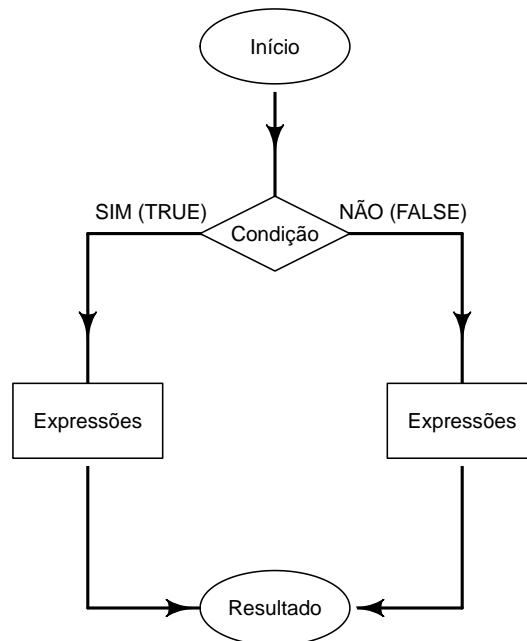 Início
SIM (TRUE)
NÃO (FALSE)
Condição
Expressões
Expressões
Resultado